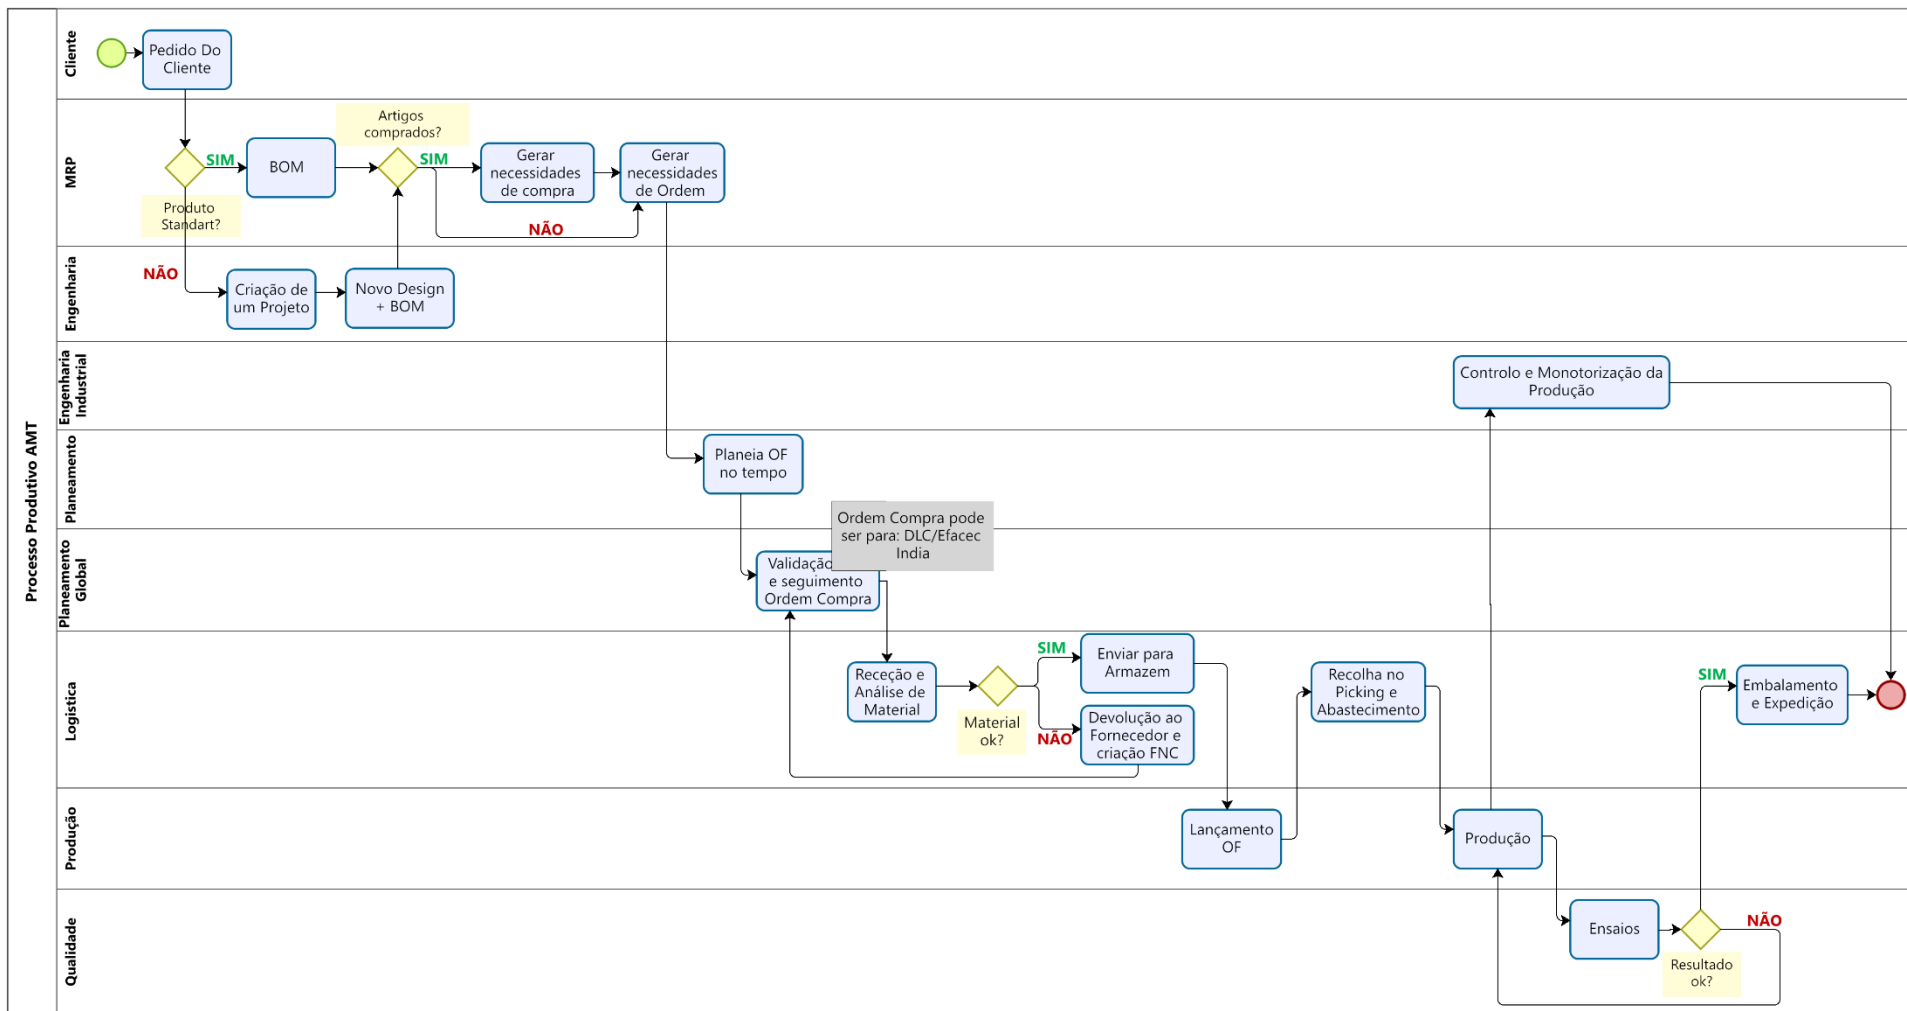 Processo Produtivo AMT
Cliente
Pedido Do
Cliente
MRP
SIM
BOM
Artigos
comprados?
SIM
Gerar
necessidades
de compra
Gerar
necessidades
de Ordem
Produto
Standart?
NÃO
NÃO
Engenharia
Criação de
um Projeto
Novo Design
+ BOM
Engenharia
Industrial
Controlo e Monotorização da
Produção
Planeamento
Planeia OF
no tempo
Ordem Compra pode
ser para: DLC/Efacec
India
Planeamento
Global
Validação
e seguimento
Ordem Compra
Logistica
Receção e
Análise de
Material
Material
ok?
SIM
Enviar para
Armazem
NÃO
Devolução ao
Fornecedor e
criação FNC
Recolha no
Picking e
Abastecimento
SIM
Embalamento
e Expedição
Produção
Lançamento
OF
Produção
Qualidade
Ensaios
NÃO
Resultado
ok?